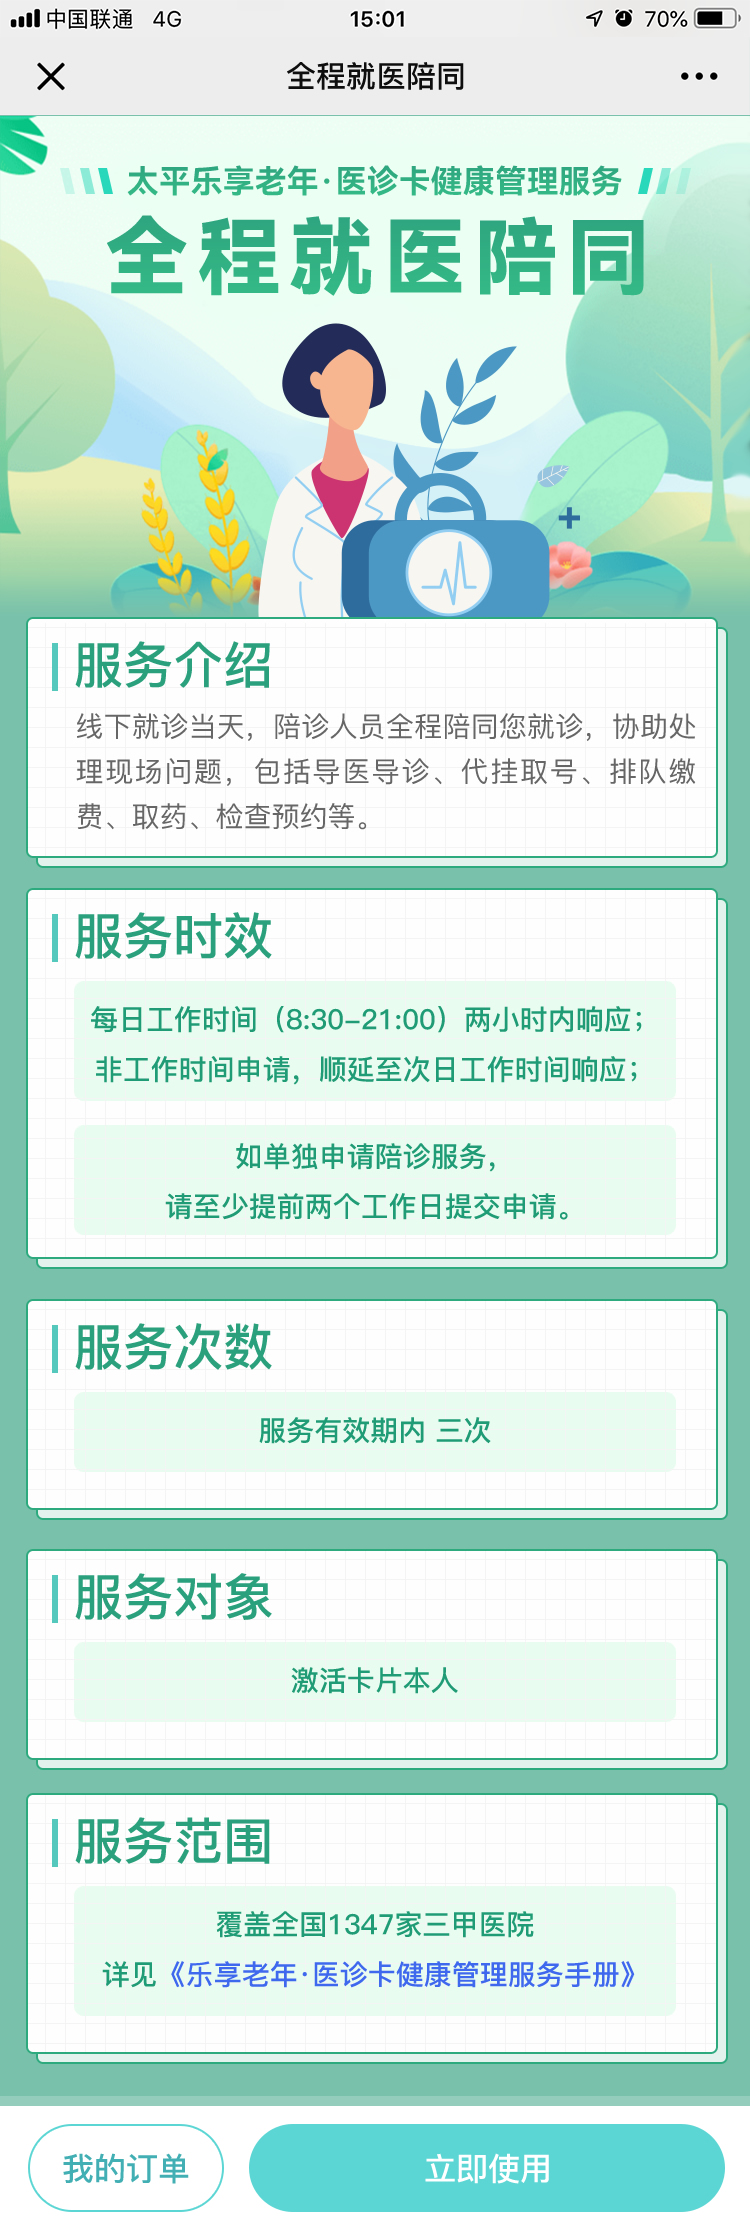 中国联通 4G 15:01 70%
全程就医陪同
太平乐享老年·医诊卡健康管理服务
全程就医陪同
服务介绍
线下就诊当天，陪诊人员全程陪同您就诊，协助处
理现场问题，包括导医导诊、代挂取号、排队缴
费、取药、检查预约等。
服务时效
每日工作时间（8:30-21:00）两小时内响应；
非工作时间申请，顺延至次日工作时间响应；
如单独申请陪诊服务，
请至少提前两个工作日提交申请。
服务次数
服务有效期内 三次
服务对象
激活卡片本人
服务范围
覆盖全国1347家三甲医院
详见《乐享老年·医诊卡健康管理服务手册》
我的订单 立即使用